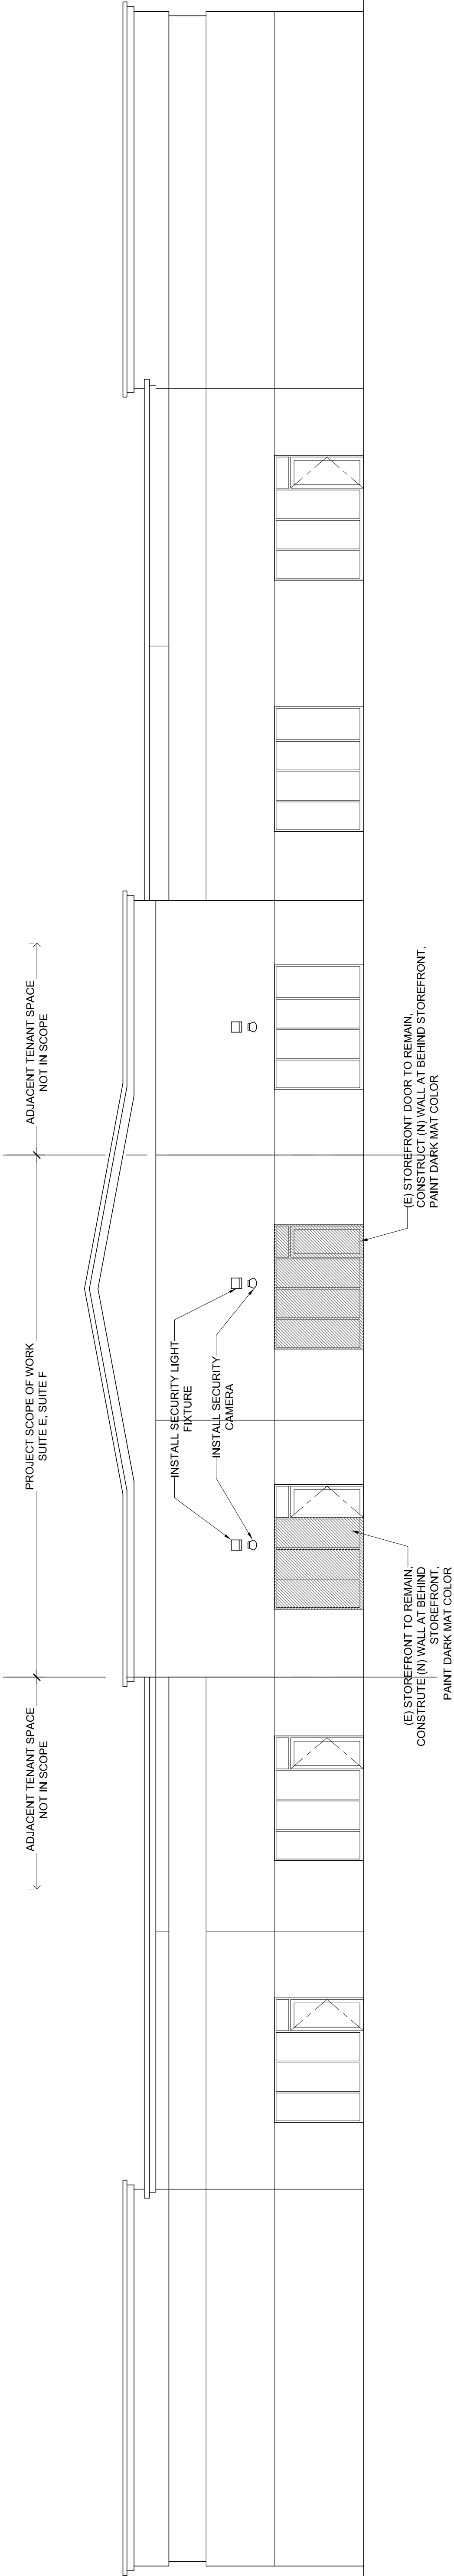 ADJACENT TENANT SPACE
NOT IN SCOPE
PROJECT SCOPE OF WORK
SUITE E, SUITE F
ADJACENT TENANT SPACE
NOT IN SCOPE
INSTALL SECURITY LIGHT
FIXTURE
INSTALL SECURITY
CAMERA
(E) STOREFRONT TO REMAIN,
CONSTRUTE (N) WALL AT BEHIND
STOREFRONT,
PAINT DARK MAT COLOR
(E) STOREFRONT DOOR TO REMAIN,
CONSTRUCT (N) WALL AT BEHIND STOREFRONT,
PAINT DARK MAT COLOR